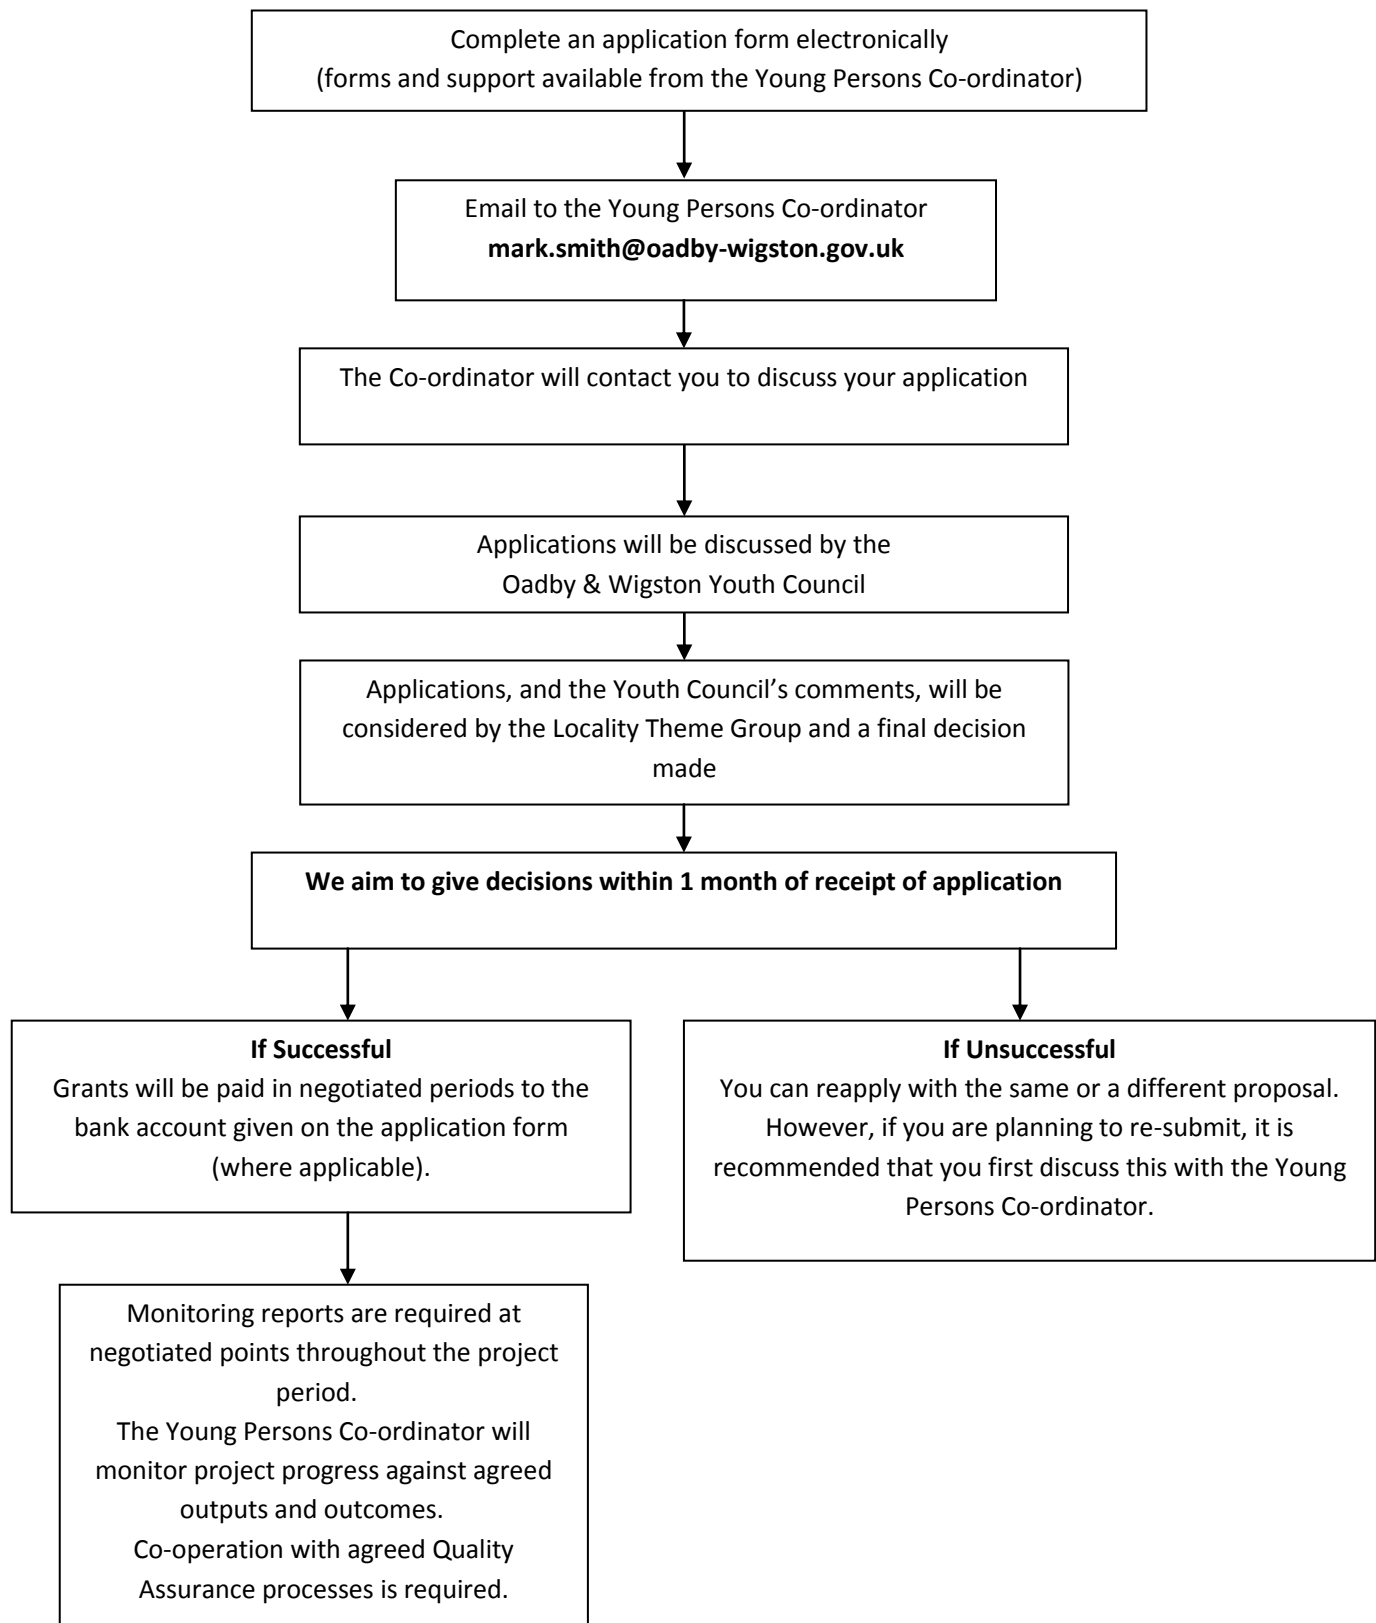 Complete an application form electronically
(forms and support available from the Young Persons Co-ordinator)
Email to the Young Persons Co-ordinator
mark.smith@oadby-wigston.gov.uk
The Co-ordinator will contact you to discuss your application
Applications will be discussed by the
Oadby & Wigston Youth Council
Applications, and the Youth Council’s comments, will be
considered by the Locality Theme Group and a final decision
made
We aim to give decisions within 1 month of receipt of application
If Successful
Grants will be paid in negotiated periods to the
bank account given on the application form
(where applicable).
If Unsuccessful
You can reapply with the same or a different proposal.
However, if you are planning to re-submit, it is
recommended that you first discuss this with the Young
Persons Co-ordinator.
Monitoring reports are required at
negotiated points throughout the project
period.
The Young Persons Co-ordinator will
monitor project progress against agreed
outputs and outcomes.
Co-operation with agreed Quality
Assurance processes is required.